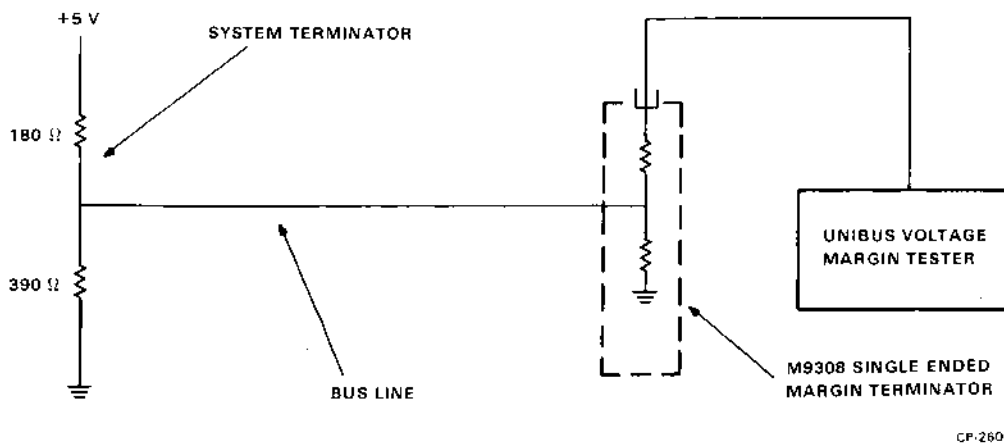 +5 V
SYSTEM TERMINATOR
180 Ω
390 Ω
BUS LINE
UNIBUS VOLTAGE
MARGIN TESTER
M9308 SINGLE ENDED
MARGIN TERMINATOR
CP-260